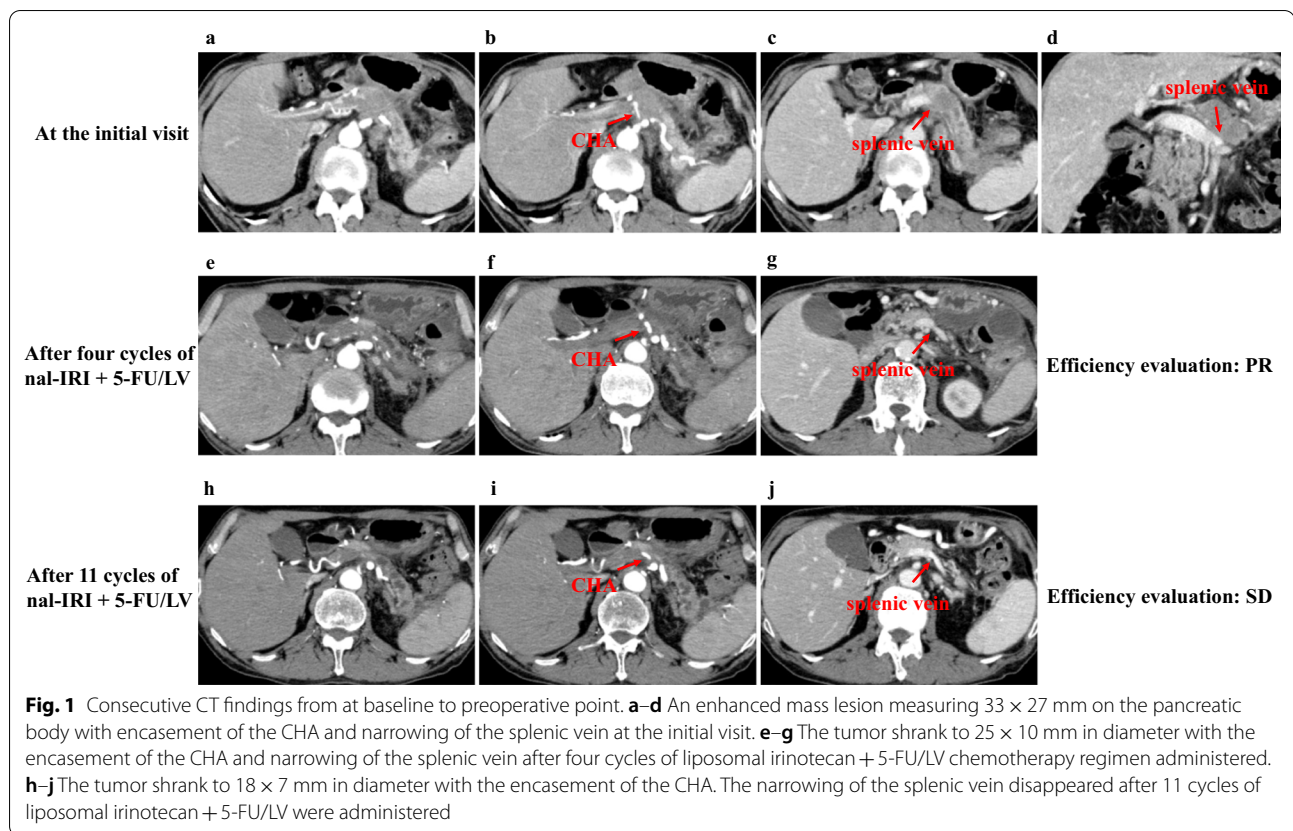 a
b
c
d
At the initial visit
CHA
splenic vein
splenic vein
e
f
g
After four cycles of
nal-IRI + 5-FU/LV
CHA
splenic vein
Efficiency evaluation: PR
h
i
j
After 11 cycles of
nal-IRI + 5-FU/LV
CHA
splenic vein
Efficiency evaluation: SD
Fig. 1 Consecutive CT findings from at baseline to preoperative point. a–d An enhanced mass lesion measuring 33 × 27 mm on the pancreatic
body with encasement of the CHA and narrowing of the splenic vein at the initial visit. e–g The tumor shrank to 25 × 10 mm in diameter with the
encasement of the CHA and narrowing of the splenic vein after four cycles of liposomal irinotecan + 5-FU/LV chemotherapy regimen administered.
h–j The tumor shrank to 18 × 7 mm in diameter with the encasement of the CHA. The narrowing of the splenic vein disappeared after 11 cycles of
liposomal irinotecan + 5-FU/LV were administered